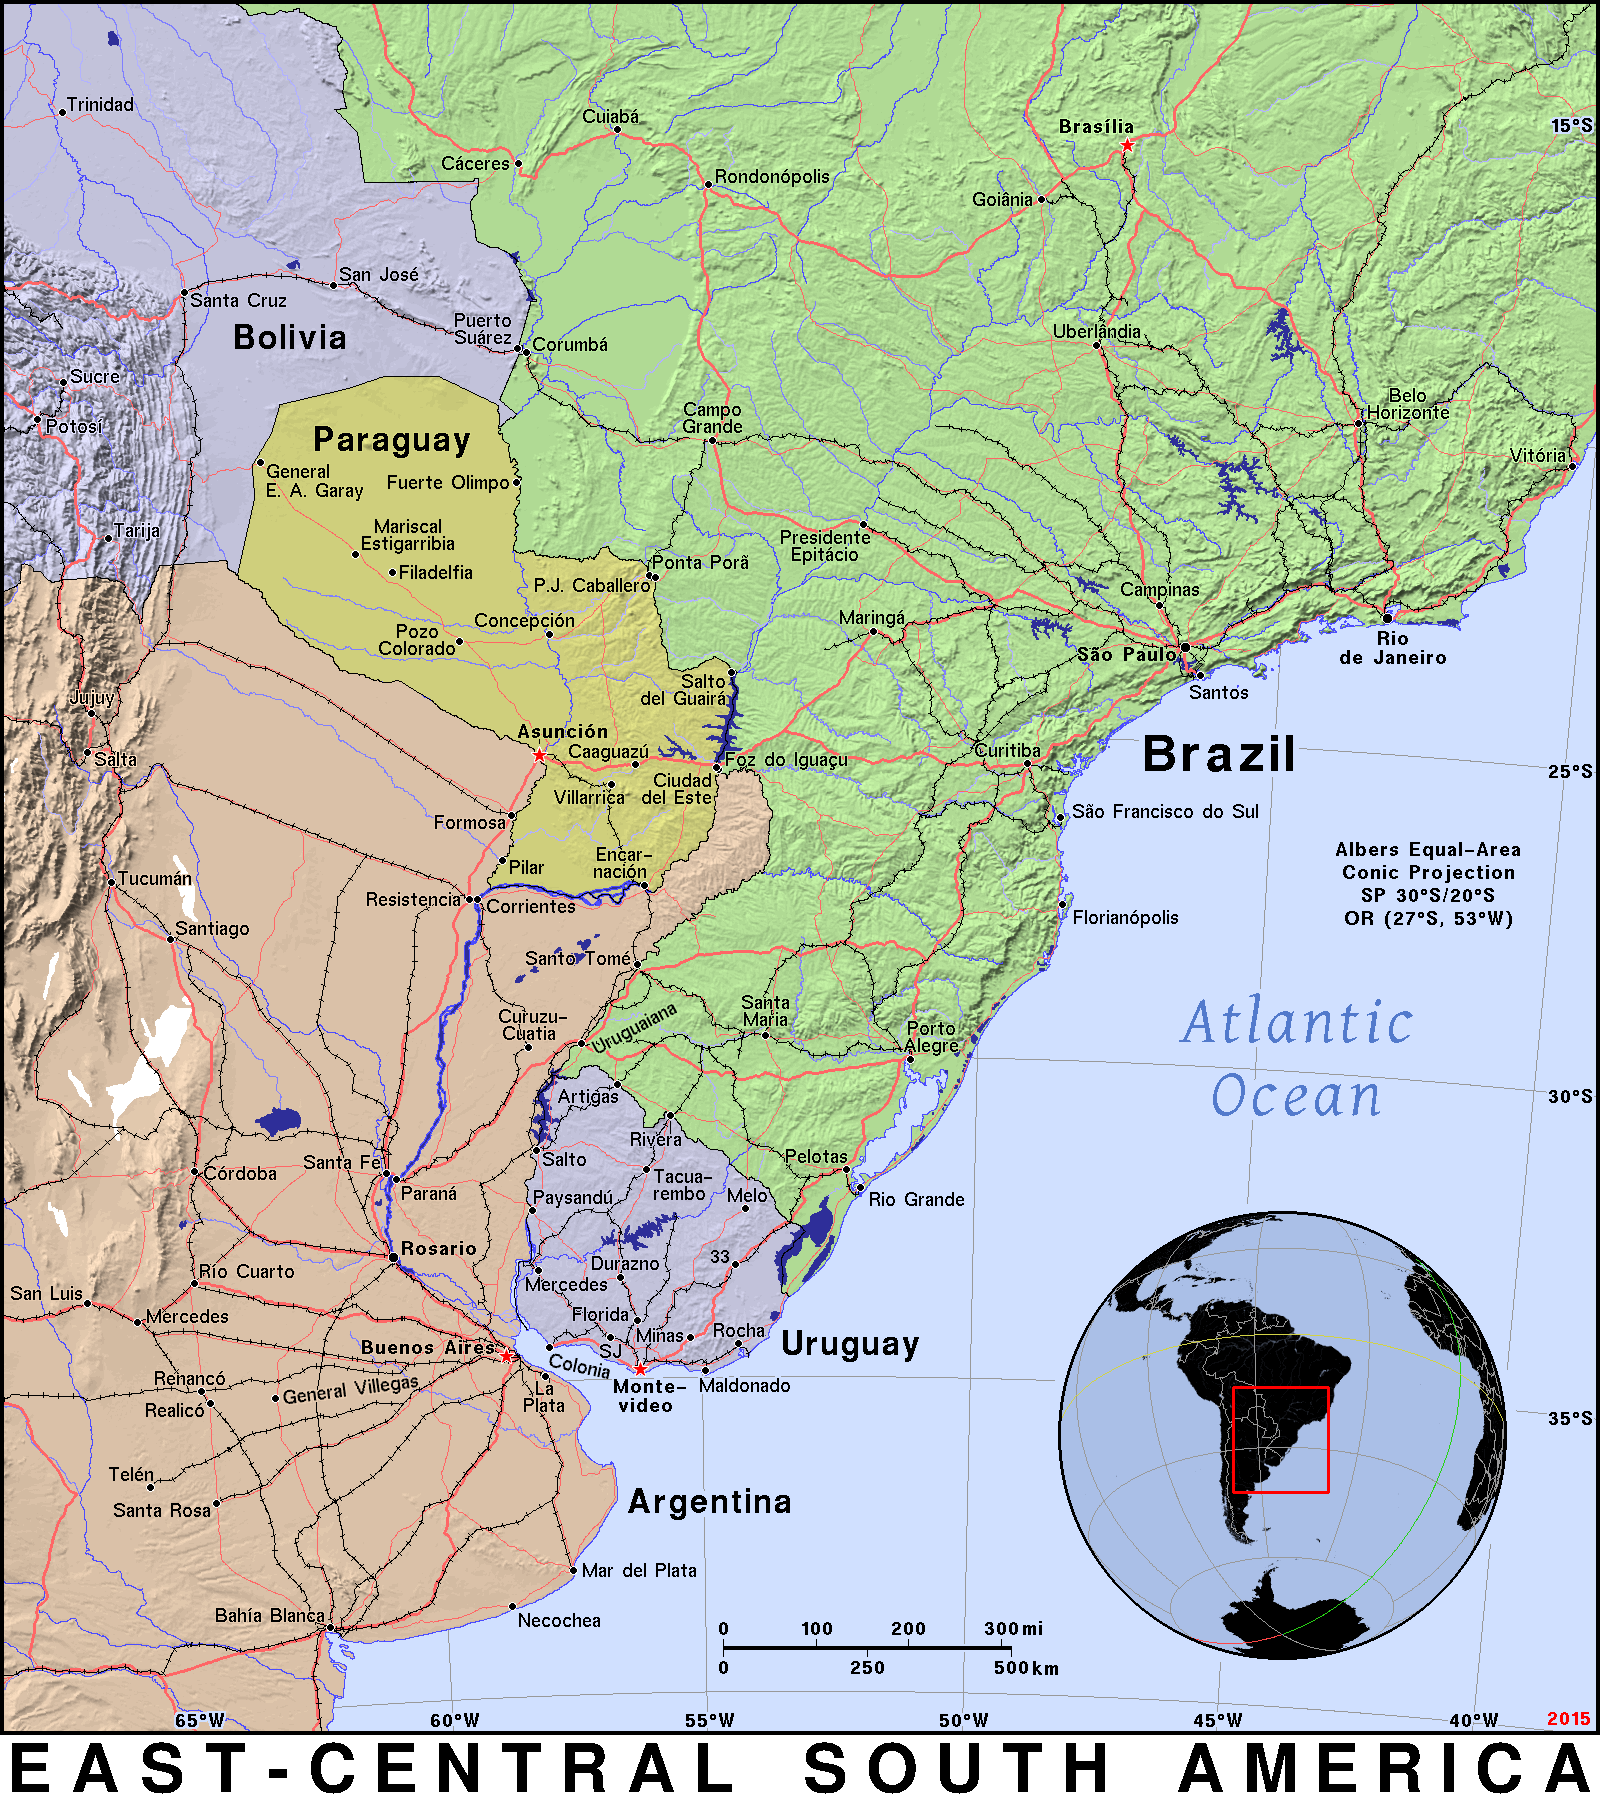 Trinidad
Cuiabá
Brasília
15°S
Cáceres
Rondonópolis
Goiânia
San José
Santa Cruz
Bolivia
Puerto
Suárez
Corumbá
Uberlândia
Sucre
Potosí
Campo
Grande
Belo
Horizonte
Paraguay
General
E. A. Garay
Fuerte Olimpo
Vitória
Tarija
Mariscal
Estigarribia
Filadelfia
Presidente
Epitácio
Ponta Porã
P.J. Caballero
Campinas
Concepción
Pozo
Colorado
Maringá
São Paulo
Rio
de Janeiro
Santos
Jujuy
Salto
del Guairá
Salta
Asunción
Caaguazú
Foz do Iguaçu
Curitiba
Brazil
25°S
Villarrica
Ciudad
del Este
Formosa
São Francisco do Sul
Albers Equal-Area
Conic Projection
SP 30°S/20°S
OR (27°S, 53°W)
Pilar
Encar-
nación
Tucumán
Resistencia
Corrientes
Florianópolis
Santiago
Santo Tomé
Curuzu-
Cuatia
Uruguaiana
Santa
Maria
Porto
Alegre
Atlantic
Ocean
Artigas
30°S
Rivera
Salto
Santa Fe
Córdoba
Paraná
Tacua-
rembo
Pelotas
Paysandú
Melo
Rio Grande
Rosario
33
Durazno
Mercedes
Río Cuarto
San Luis
Mercedes
Florida
Minas
Rocha
SJ
Uruguay
Buenos Aires
Colonia
Monte-
video
Maldonado
Renancó
General Villegas
Realicó
La
Plata
35°S
Telén
Santa Rosa
Argentina
Mar del Plata
Bahía Blanca
Necochea
0 100 200 300 mi
0 250 500 km
65°W 60°W 55°W 50°W 45°W 40°W 2015
EAST-CENTRAL SOUTH AMERICA